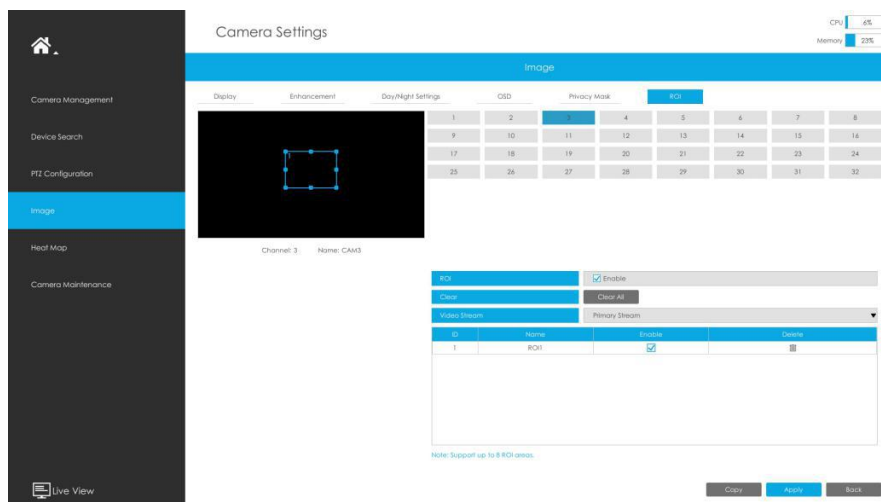 Camera Settings
CPU 6%
Memory 23%
Image
Camera Management
Device Search
PTZ Configuration
Image
Heat Map
Camera Maintenance
Live View
Display Enhancement Day/Night Settings OSD Privacy Mask ROI
1 2 3 4 5 6 7 8
9 10 11 12 13 14 15 16
17 18 19 20 21 22 23 24
25 26 27 28 29 30 31 32
1
Channel: 3 Name: CAM3
ROI Enable
Clear Clear All
Video Stream Primary Stream
ID Name Enable Delete
1 ROI1
Note: Support up to 8 ROI areas.
Copy Apply Back